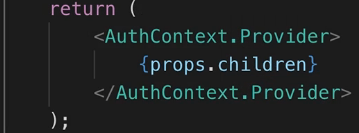 return (
<AuthContext.Provider>
{props.children}
</AuthContext.Provider>
);